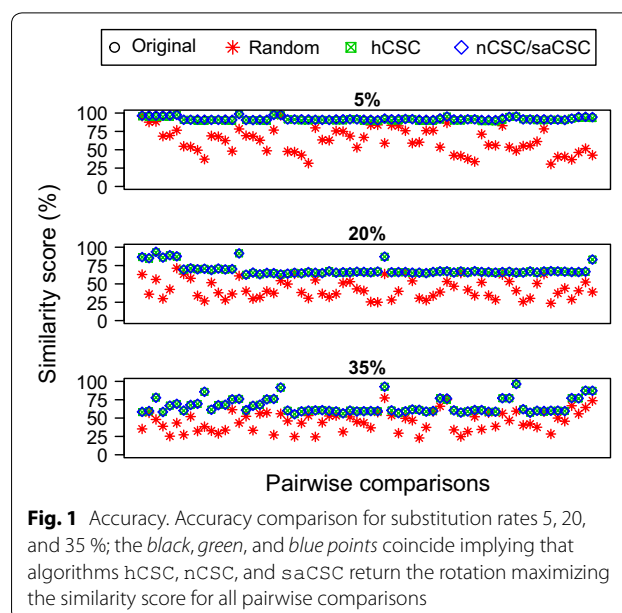 Original Random hCSC nCSC/saCSC
5%
100
75
50
25
0
20%
100
75
50
25
0
35%
100
75
50
25
0
Similarity score (%)
Pairwise comparisons
Fig. 1 Accuracy. Accuracy comparison for substitution rates 5, 20,
and 35 %; the black, green, and blue points coincide implying that
algorithms hCSC, nCSC, and saCSC return the rotation maximizing
the similarity score for all pairwise comparisons